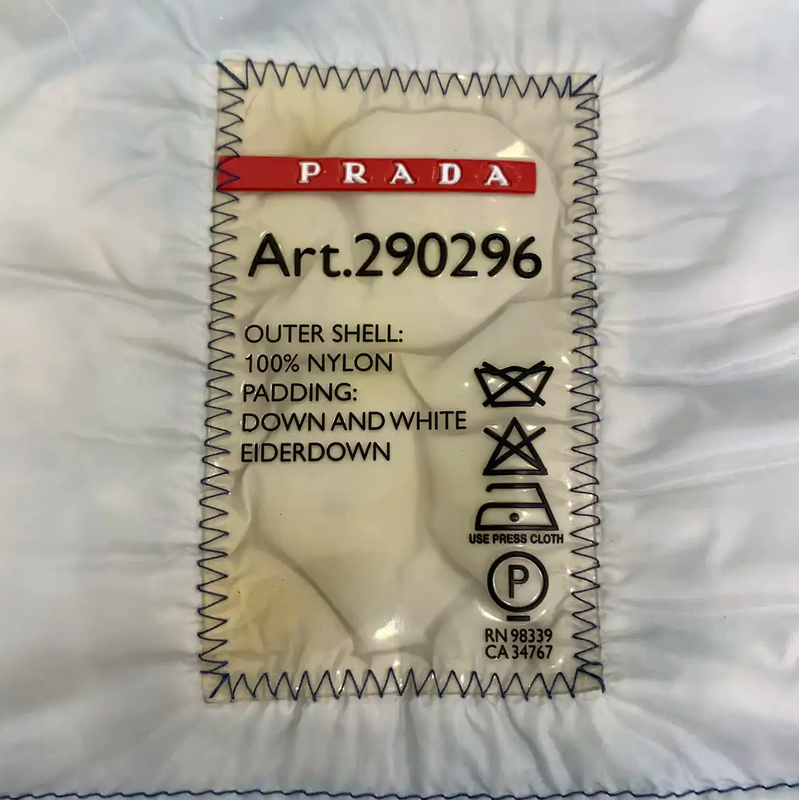 PRADA
Art.290296
OUTER SHELL:
100% NYLON
PADDING:
DOWN AND WHITE
EIDERDOWN
USE PRESS CLOTH
P
RN 98339
CA 34767